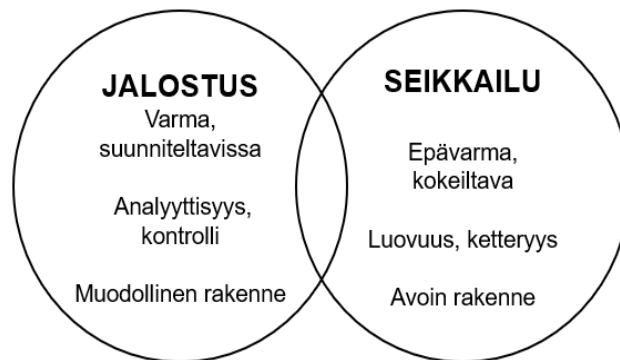 JALOSTUS
Varma,
suunniteltavissa
Analyyttisyys,
kontrolli
Muodollinen rakenne
SEIKKAILU
Epävarma,
kokeiltava
Luovuus, ketteryys
Avoin rakenne